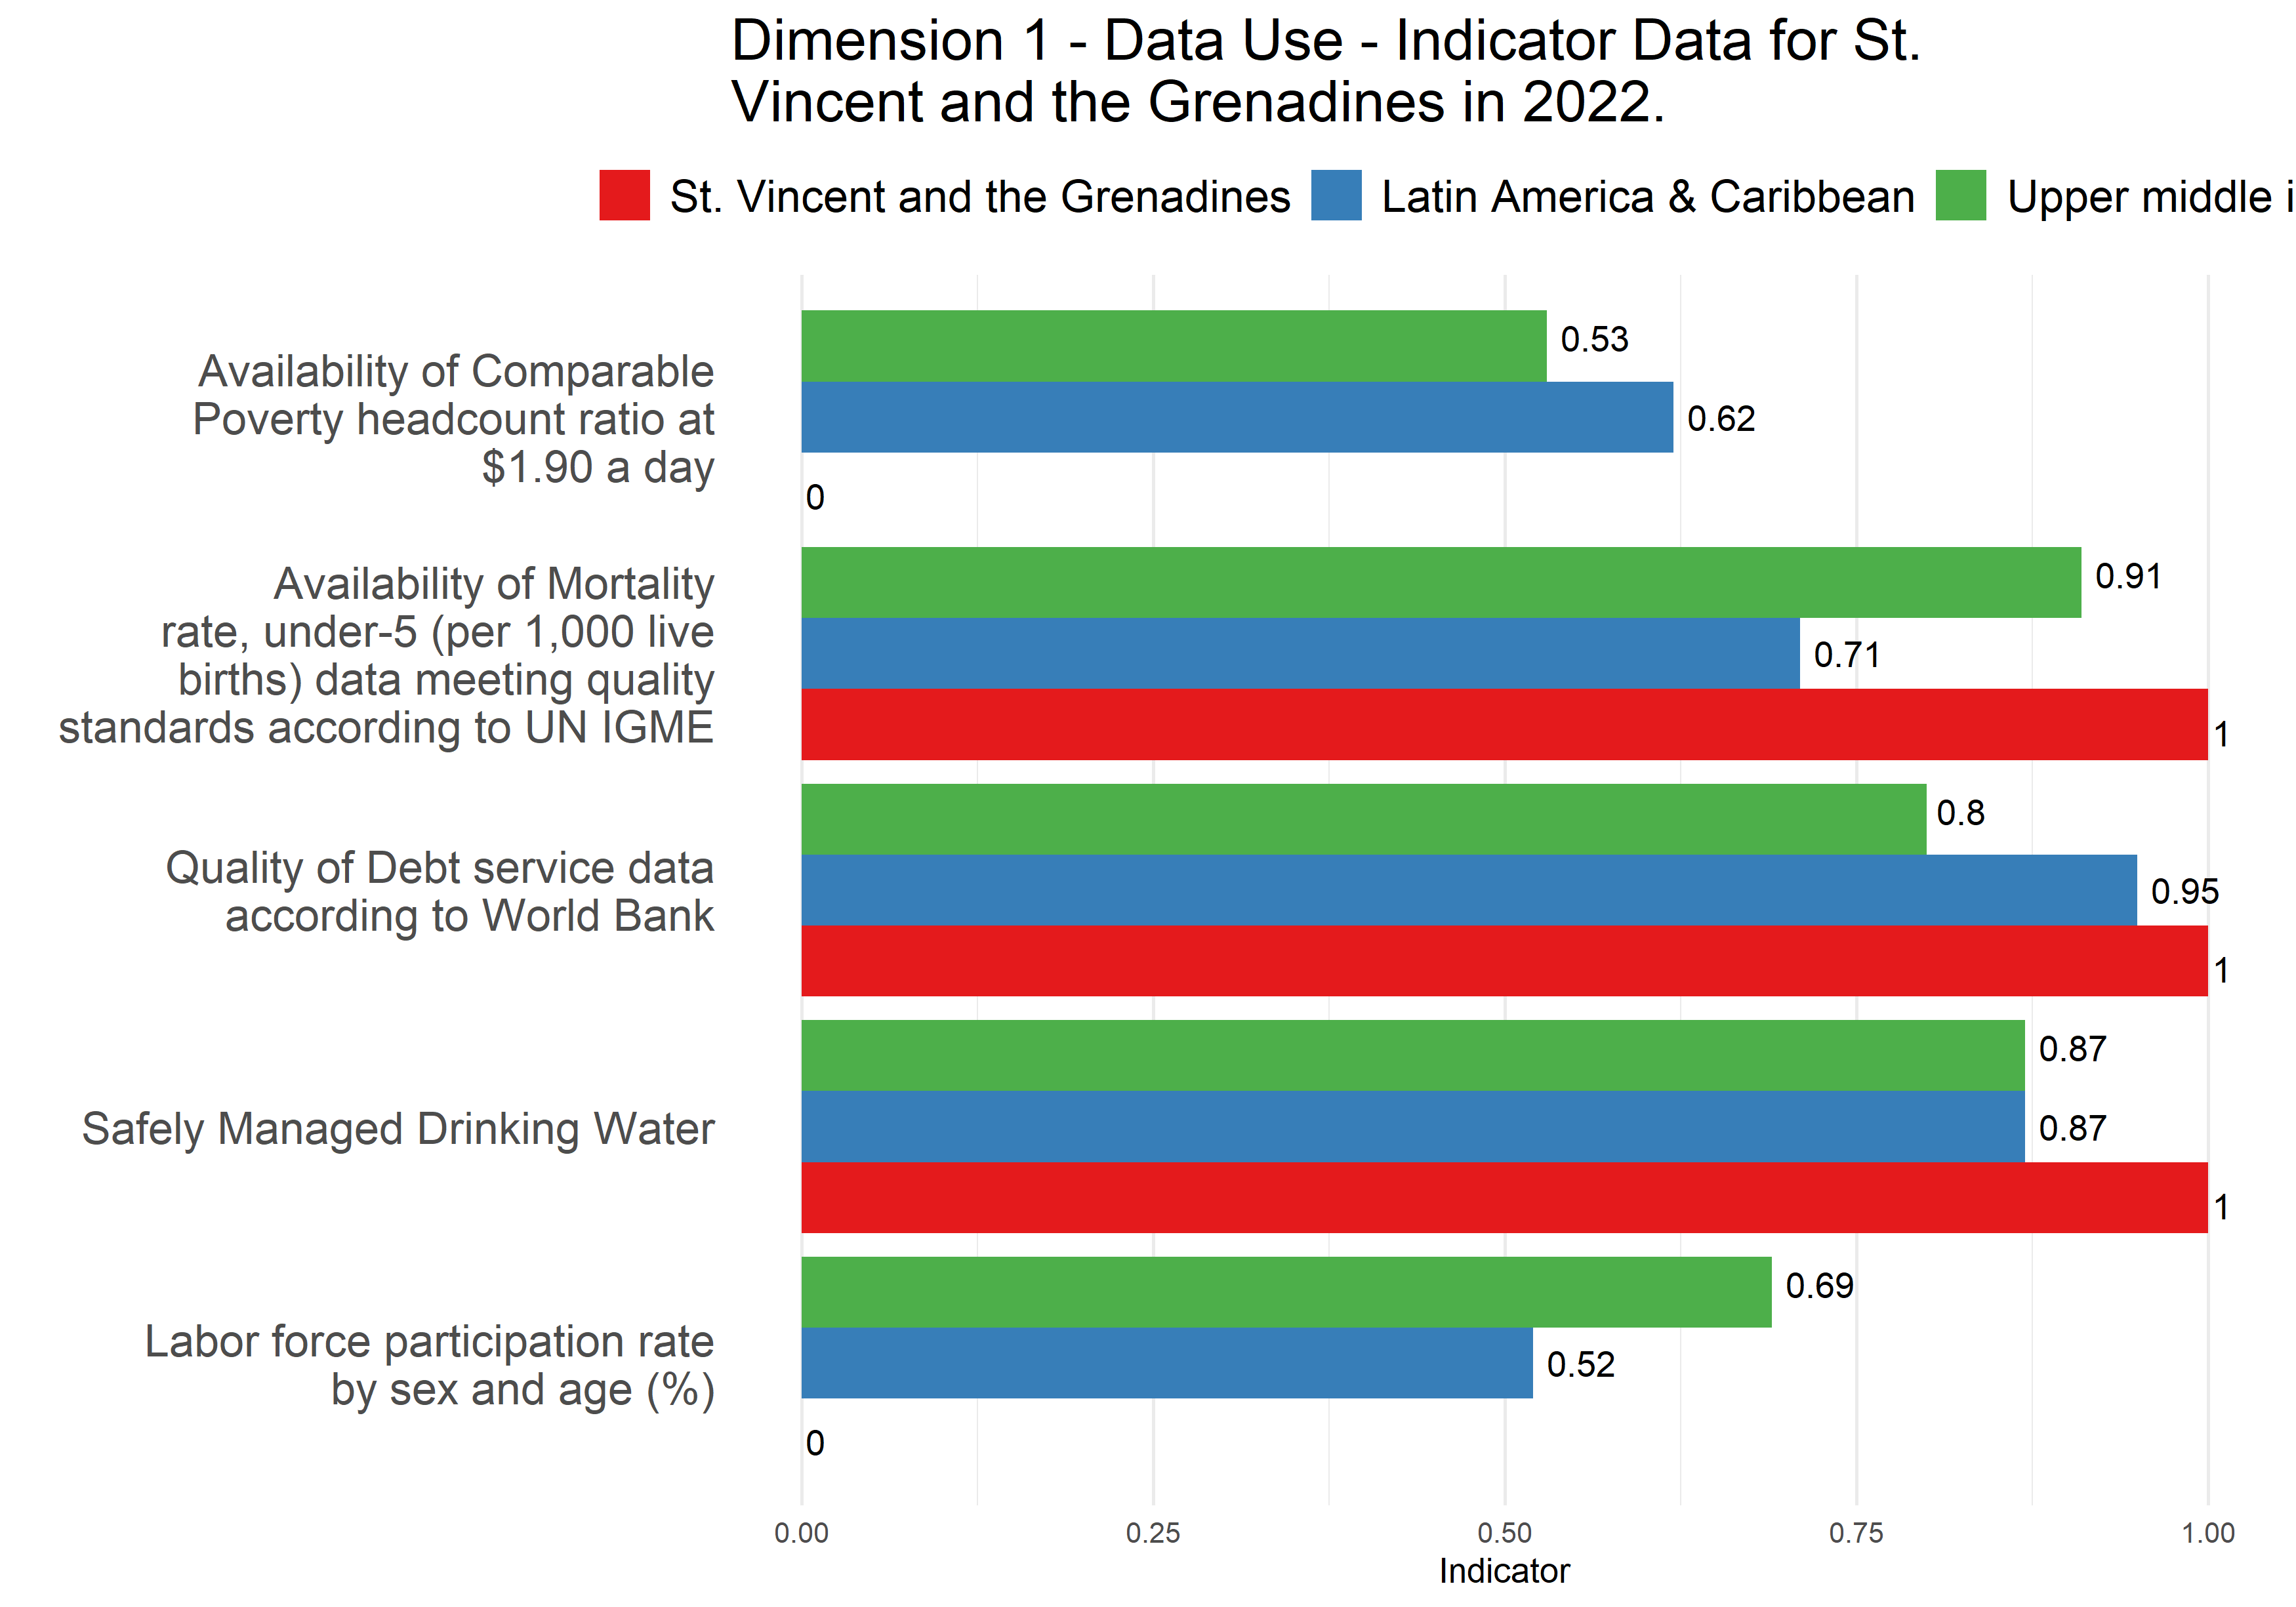 Dimension 1 - Data Use - Indicator Data for St.
Vincent and the Grenadines in 2022.
St. Vincent and the Grenadines Latin America & Caribbean Upper middle i
Availability of Comparable
Poverty headcount ratio at
$1.90 a day
0.53
0.62
0
Availability of Mortality
rate, under-5 (per 1,000 live
births) data meeting quality
standards according to UN IGME
0.91
0.71
1
Quality of Debt service data
according to World Bank
0.8
0.95
1
Safely Managed Drinking Water
0.87
0.87
1
Labor force participation rate
by sex and age (%)
0.69
0.52
0
0.00 0.25 0.50 0.75 1.00
Indicator